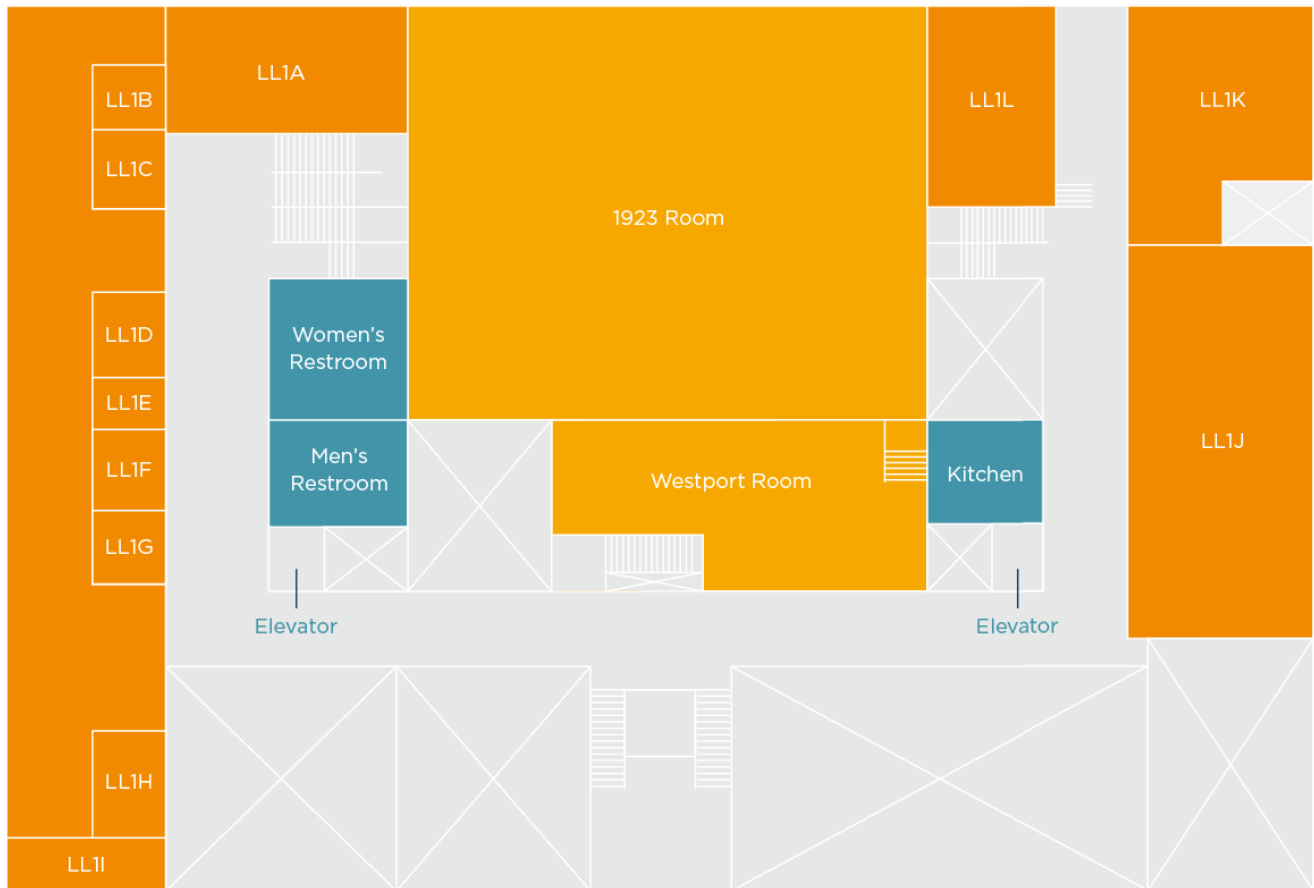 LL1A
LL1B
LL1L
LL1K
LL1C
1923 Room
LL1D
Women's
Restroom
LL1E
LL1J
LL1F
Men's
Restroom
Westport Room
Kitchen
LL1G
Elevator
Elevator
LL1H
LL1I